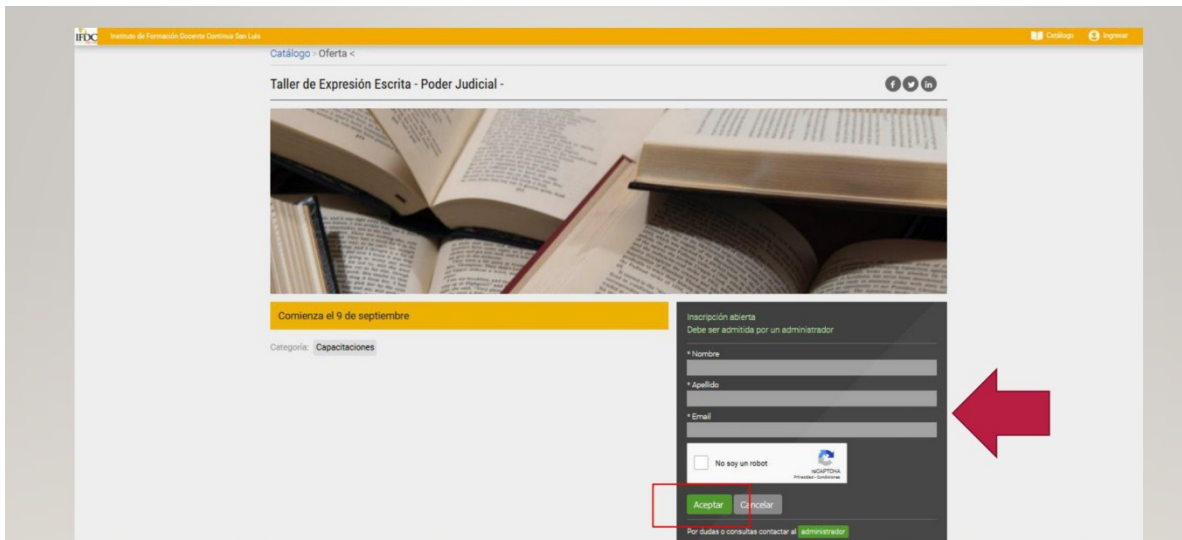 IFDC Instituto de Formación Docente Continua San Luis
Catálogo Ingresar
Catálogo > Oferta <
Taller de Expresión Escrita - Poder Judicial -
Comienza el 9 de septiembre
Categoría: Capacitaciones
Inscripción abierta
Debe ser admitida por un administrador
* Nombre
* Apellido
* Email
No soy un robot
reCAPTCHA
Privacidad - Condiciones
Aceptar Cancelar
Por dudas o consultas contactar al administrador